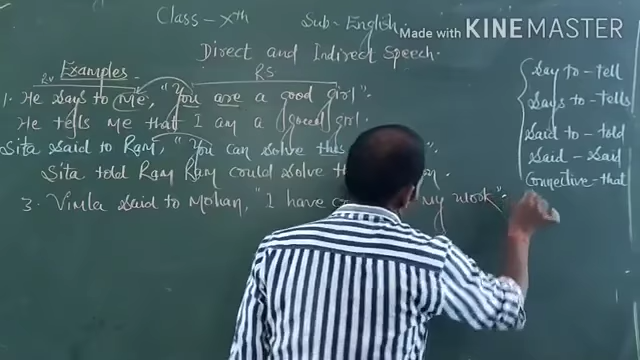 Class - Xth Sub - English.
Made with KINEMASTER
Direct and Indirect Speech.
Examples RV RS
1. He Says to me, "You are a good girl".
He tells me that I am a good girl.
Sita Said to Ram, "You can solve this ".
Sita told Ram Ram could solve
3. Vimla Said to Mohan, "I have my work".
Say to - tell
Says to - tells
Said to - told
Said - Said
Connective - that